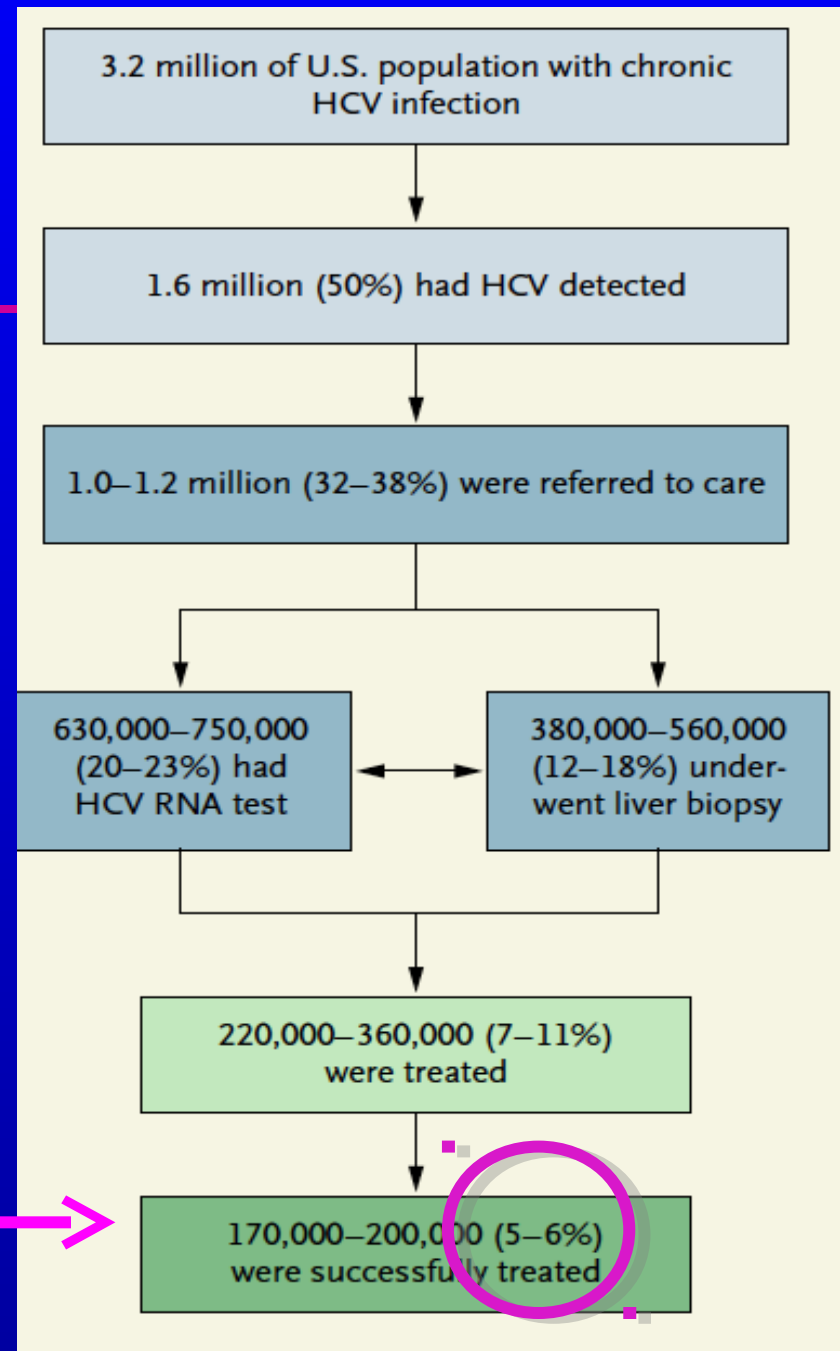 3.2 million of U.S. population with chronic
HCV infection
1.6 million (50%) had HCV detected
1.0–1.2 million (32–38%) were referred to care
630,000–750,000
(20–23%) had
HCV RNA test
380,000–560,000
(12–18%) under-
went liver biopsy
220,000–360,000 (7–11%)
were treated
170,000–200,000 (5–6%)
were successfully treated